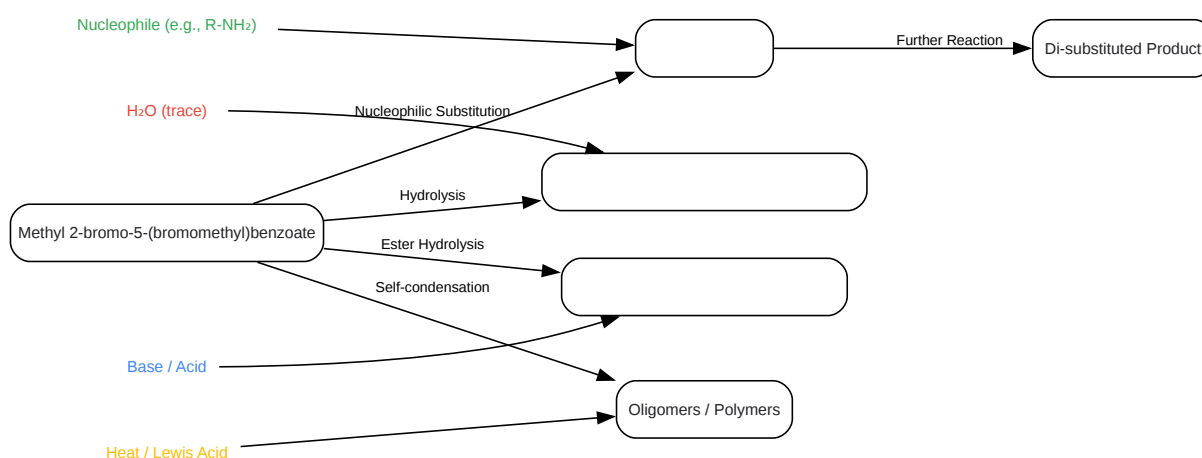 Nucleophile (e.g., R-NH₂)
Further Reaction
Di-substituted Product
H₂O (trace)
Nucleophilic Substitution
Hydrolysis
Methyl 2-bromo-5-(bromomethyl)benzoate
Ester Hydrolysis
Self-condensation
Base / Acid
Oligomers / Polymers
Heat / Lewis Acid